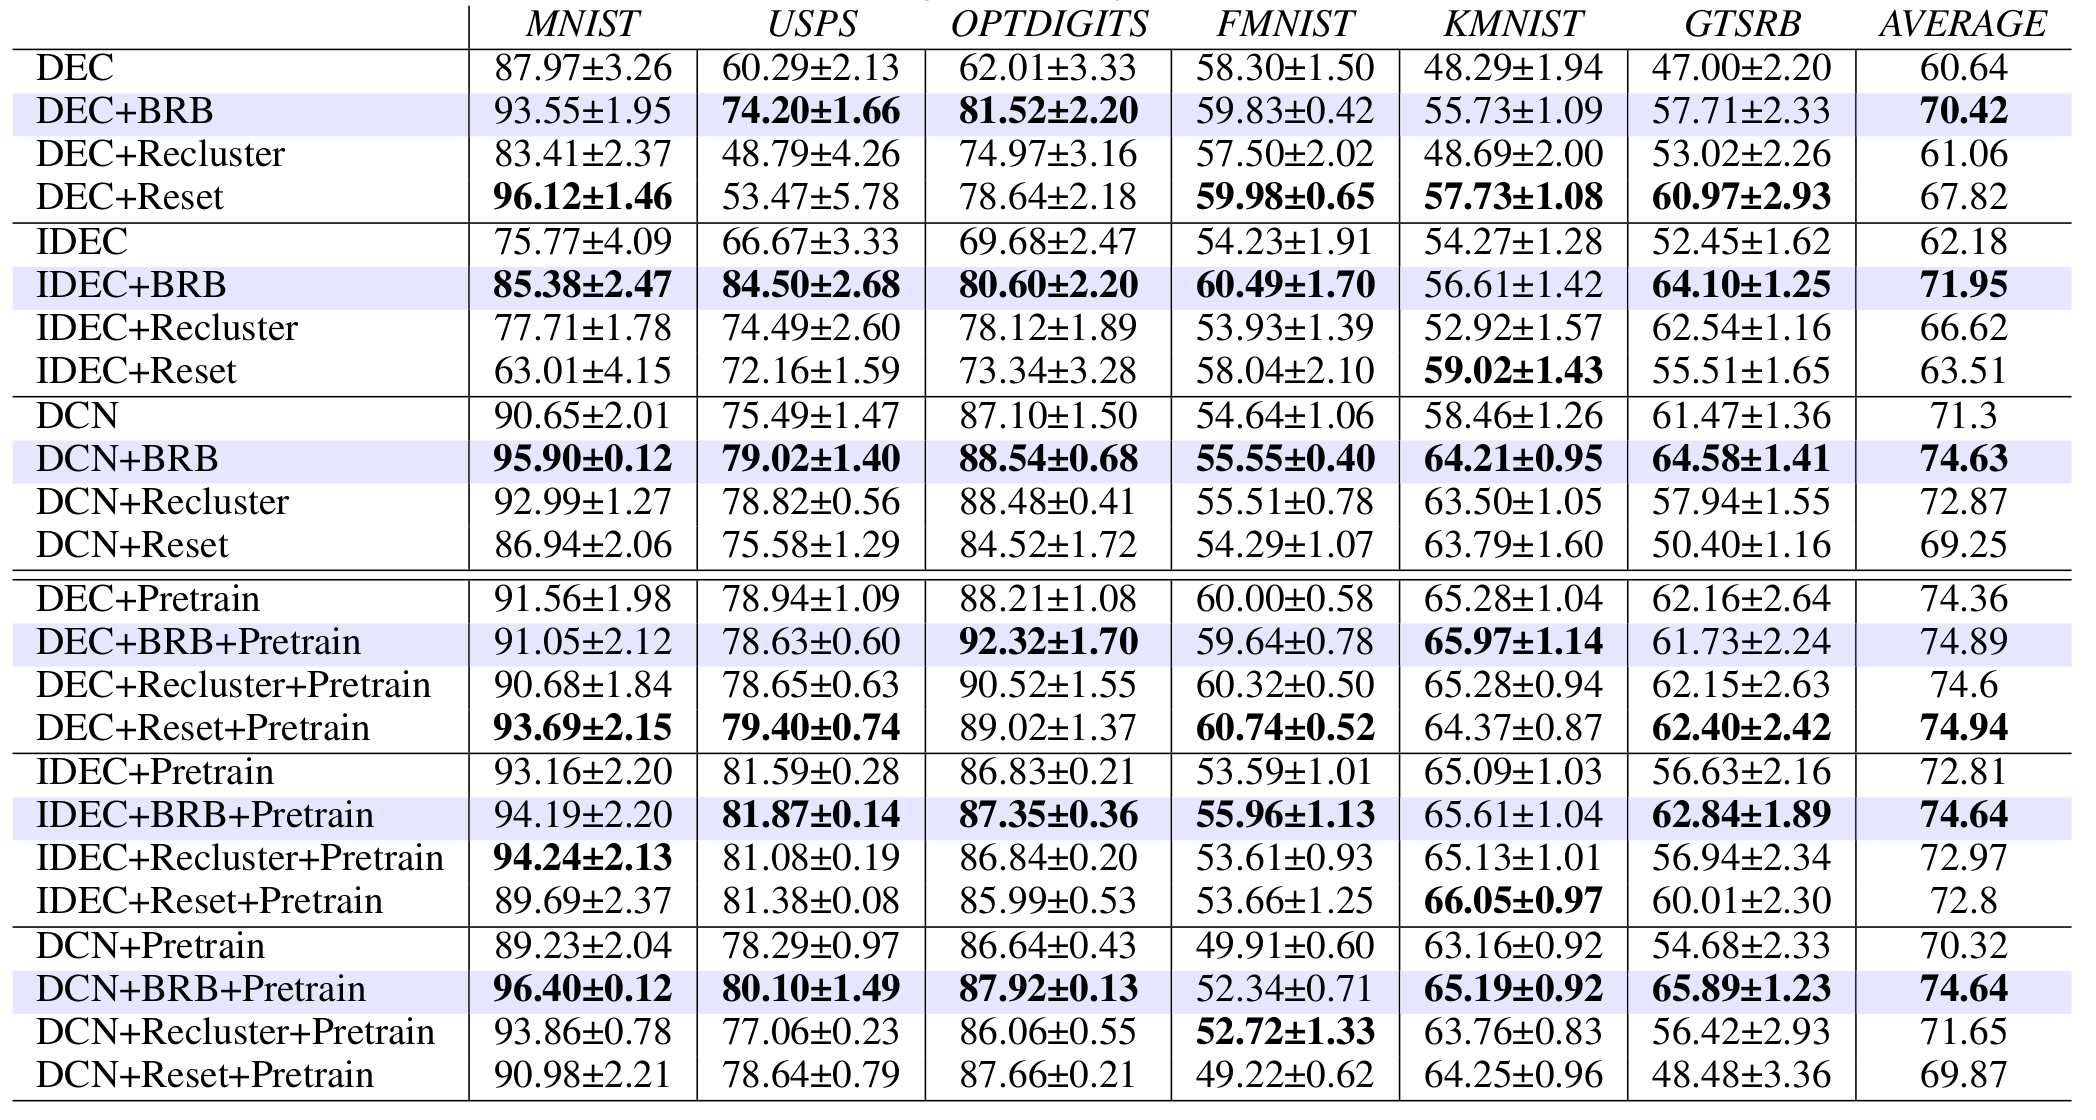 MNIST USPS OPTDIGITS FMNIST KMNIST GTSRB AVERAGE
DEC 87.97±3.26 60.29±2.13 62.01±3.33 58.30±1.50 48.29±1.94 47.00±2.20 60.64
DEC+BRB 93.55±1.95 74.20±1.66 81.52±2.20 59.83±0.42 55.73±1.09 57.71±2.33 70.42
DEC+Recluster 83.41±2.37 48.79±4.26 74.97±3.16 57.50±2.02 48.69±2.00 53.02±2.26 61.06
DEC+Reset 96.12±1.46 53.47±5.78 78.64±2.18 59.98±0.65 57.73±1.08 60.97±2.93 67.82
IDEC 75.77±4.09 66.67±3.33 69.68±2.47 54.23±1.91 54.27±1.28 52.45±1.62 62.18
IDEC+BRB 85.38±2.47 84.50±2.68 80.60±2.20 60.49±1.70 56.61±1.42 64.10±1.25 71.95
IDEC+Recluster 77.71±1.78 74.49±2.60 78.12±1.89 53.93±1.39 52.92±1.57 62.54±1.16 66.62
IDEC+Reset 63.01±4.15 72.16±1.59 73.34±3.28 58.04±2.10 59.02±1.43 55.51±1.65 63.51
DCN 90.65±2.01 75.49±1.47 87.10±1.50 54.64±1.06 58.46±1.26 61.47±1.36 71.3
DCN+BRB 95.90±0.12 79.02±1.40 88.54±0.68 55.55±0.40 64.21±0.95 64.58±1.41 74.63
DCN+Recluster 92.99±1.27 78.82±0.56 88.48±0.41 55.51±0.78 63.50±1.05 57.94±1.55 72.87
DCN+Reset 86.94±2.06 75.58±1.29 84.52±1.72 54.29±1.07 63.79±1.60 50.40±1.16 69.25
DEC+Pretrain 91.56±1.98 78.94±1.09 88.21±1.08 60.00±0.58 65.28±1.04 62.16±2.64 74.36
DEC+BRB+Pretrain 91.05±2.12 78.63±0.60 92.32±1.70 59.64±0.78 65.97±1.14 61.73±2.24 74.89
DEC+Recluster+Pretrain 90.68±1.84 78.65±0.63 90.52±1.55 60.32±0.50 65.28±0.94 62.15±2.63 74.6
DEC+Reset+Pretrain 93.69±2.15 79.40±0.74 89.02±1.37 60.74±0.52 64.37±0.87 62.40±2.42 74.94
IDEC+Pretrain 93.16±2.20 81.59±0.28 86.83±0.21 53.59±1.01 65.09±1.03 56.63±2.16 72.81
IDEC+BRB+Pretrain 94.19±2.20 81.87±0.14 87.35±0.36 55.96±1.13 65.61±1.04 62.84±1.89 74.64
IDEC+Recluster+Pretrain 94.24±2.13 81.08±0.19 86.84±0.20 53.61±0.93 65.13±1.01 56.94±2.34 72.97
IDEC+Reset+Pretrain 89.69±2.37 81.38±0.08 85.99±0.53 53.66±1.25 66.05±0.97 60.01±2.30 72.8
DCN+Pretrain 89.23±2.04 78.29±0.97 86.64±0.43 49.91±0.60 63.16±0.92 54.68±2.33 70.32
DCN+BRB+Pretrain 96.40±0.12 80.10±1.49 87.92±0.13 52.34±0.71 65.19±0.92 65.89±1.23 74.64
DCN+Recluster+Pretrain 93.86±0.78 77.06±0.23 86.06±0.55 52.72±1.33 63.76±0.83 56.42±2.93 71.65
DCN+Reset+Pretrain 90.98±2.21 78.64±0.79 87.66±0.21 49.22±0.62 64.25±0.96 48.48±3.36 69.87